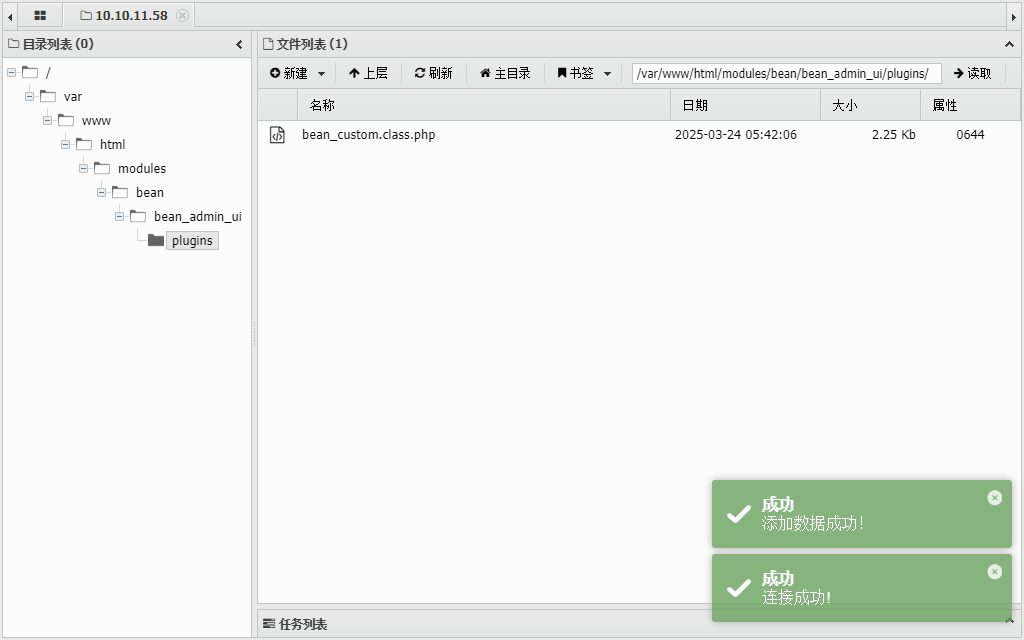 10.10.11.58
目录列表 (0)
/
var
www
html
modules
bean
bean_admin_ui
plugins
文件列表 (1)
新建 上层 刷新 主目录 书签 /var/www/html/modules/bean/bean_admin_ui/plugins/ 读取
名称 日期 大小 属性
bean_custom.class.php 2025-03-24 05:42:06 2.25 Kb 0644
成功
添加数据成功!
成功
连接成功!
任务列表